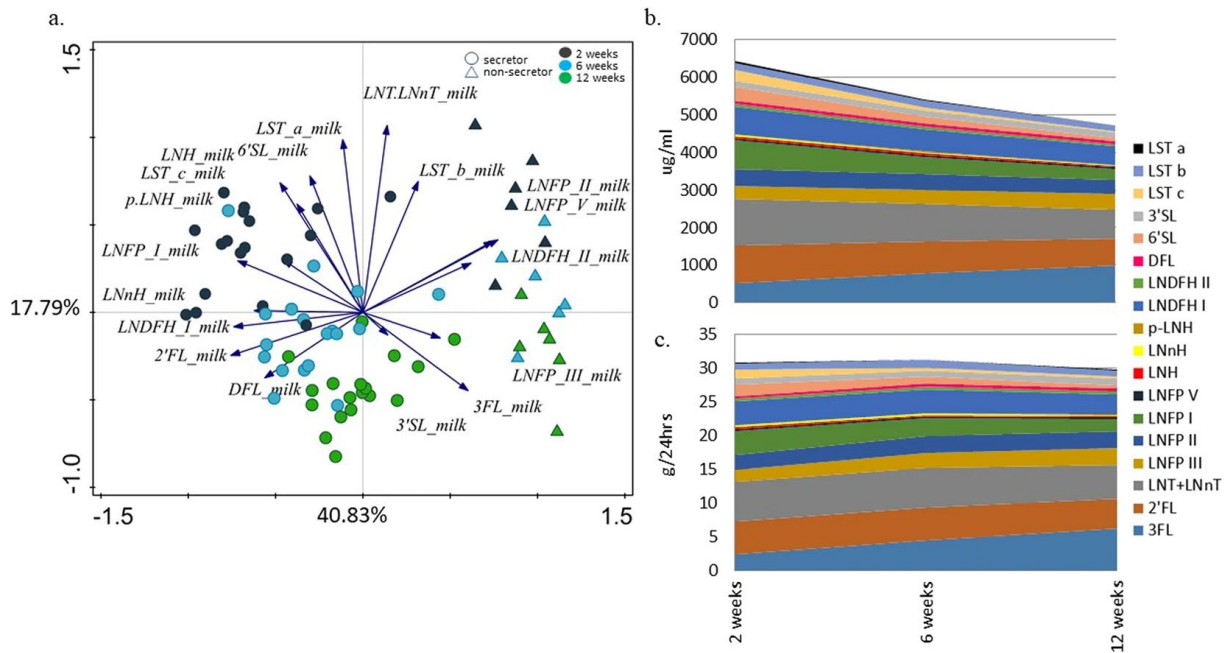 a.
1.5
17.79%
-1.0
-1.5
40.83%
1.5
secretor
non-secretor
2 weeks
6 weeks
12 weeks
LNT.LNnT_milk
LST_a_milk
6'SL_milk
LNH_milk
LST_c_milk
p.LNH_milk
LST_b_milk
LNFP_II_milk
LNFP_V_milk
LNFP_I_milk
LNDFH_II_milk
LNnH_milk
LNDFH_I_milk
2'FL_milk
DFL_milk
LNFP_III_milk
3FL_milk
3'SL_milk
b.
7000
6000
5000
4000
3000
2000
1000
0
ug/ml
c.
35
30
25
20
15
10
5
0
g/24hrs
2 weeks
6 weeks
12 weeks
LST a
LST b
LST c
3'SL
6'SL
DFL
LNDFH II
LNDFH I
p-LNH
LNnH
LNH
LNFP V
LNFP I
LNFP II
LNFP III
LNT+LNnT
2'FL
3FL